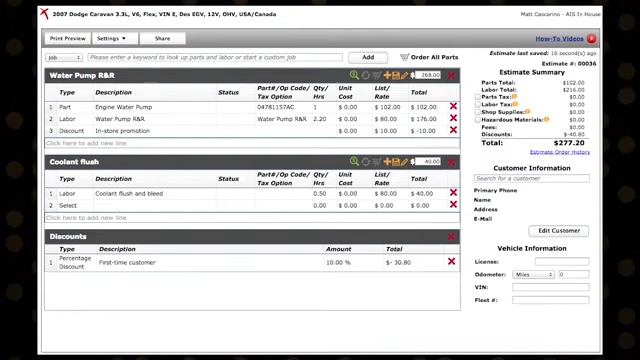 2007 Dodge Caravan 3.3L, V6, Flex, VIN E, Des EGV, 12V, OHV, USA/Canada
Matt Cascarino - AIS In House
Print Preview Settings Share
How-To Videos
Job Please enter a keyword to look up parts and labor or start a custom job Add Order All Parts
Estimate last saved: 16 second(s) ago
Estimate #: 00036
Water Pump R&R $ 268.00
Type Description Status Part#/Op Code/ Tax Option Qty/ Hrs Unit Cost List/ Rate Total
1 Part Engine Water Pump 04781157AC 1 $ 0.00 $ 102.00 $ 102.00
2 Labor Water Pump R&R Water Pump R&R 2.20 $ 0.00 $ 80.00 $ 176.00
3 Discount In-store promotion $ 0.00 $ 10.00 $ -10.00
Click here to add new line
Coolant flush $ 40.00
Type Description Status Part#/Op Code/ Tax Option Qty/ Hrs Unit Cost List/ Rate Total
1 Labor Coolant flush and bleed 0.50 $ 0.00 $ 80.00 $ 40.00
2 Select 0.00 $ 0.00 $ 0.00 $ 0.00
Click here to add new line
Discounts
Type Description Amount Total
1 Percentage Discount First-time customer 10.00 % $- 30.80
Estimate Summary
Parts Total: $102.00
Labor Total: $216.00
Parts Tax:
Labor Tax:
Shop Supplies:
Hazardous Materials:
Fees: $0.00
Discounts: $-40.80
Total: $277.20
Estimate Order History
Customer Information
Search for a customer
Primary Phone
Name
Address
E-Mail
Edit Customer
Vehicle Information
License:
Odometer: Miles 0
VIN:
Fleet #: